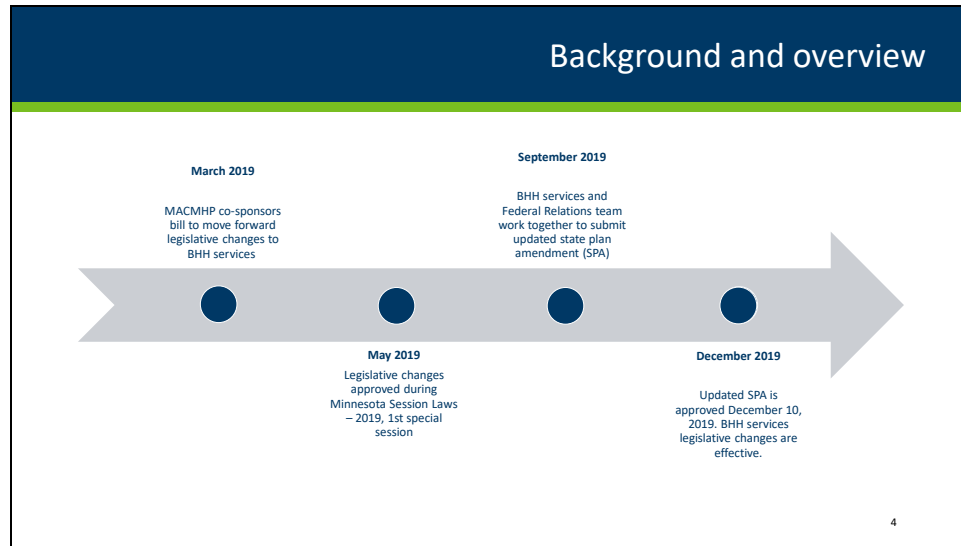 Background and overview
March 2019
MACMHP co-sponsors
bill to move forward
legislative changes to
BHH services
May 2019
Legislative changes
approved during
Minnesota Session Laws
– 2019, 1st special
session
September 2019
BHH services and
Federal Relations team
work together to submit
updated state plan
amendment (SPA)
December 2019
Updated SPA is
approved December 10,
2019. BHH services
legislative changes are
effective.
4